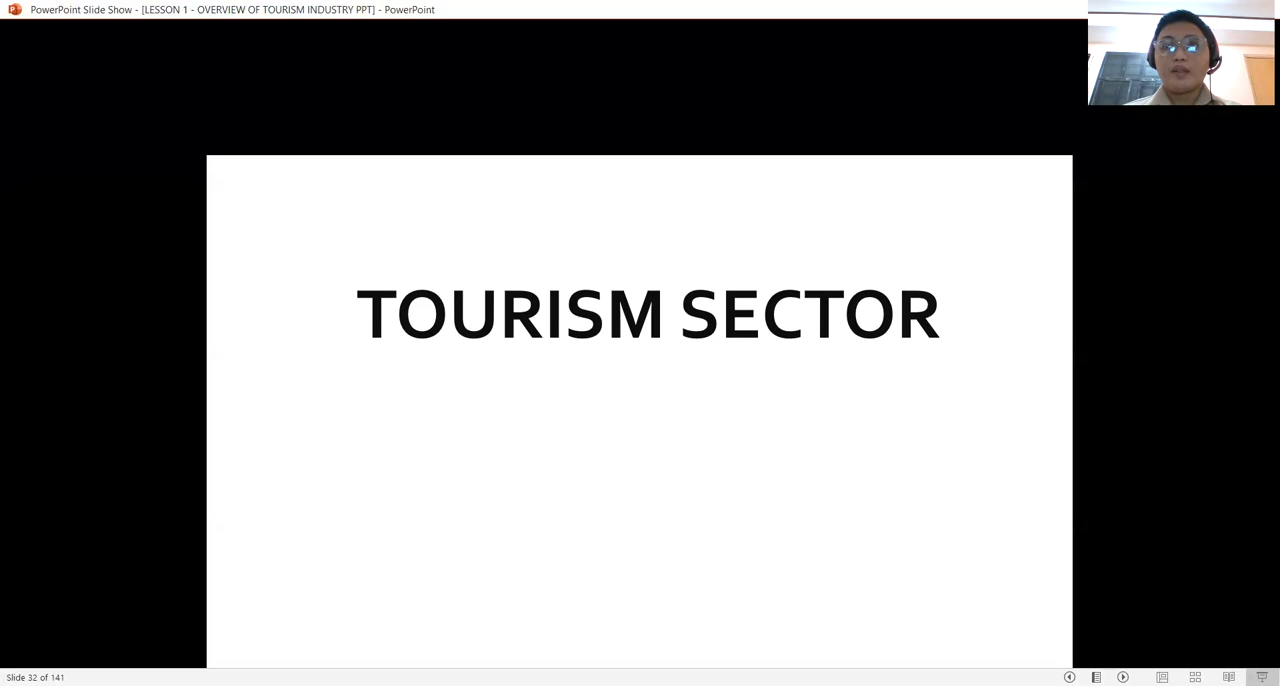 PowerPoint Slide Show - [LESSON 1 - OVERVIEW OF TOURISM INDUSTRY PPT] - PowerPoint
TOURISM SECTOR
Slide 32 of 141